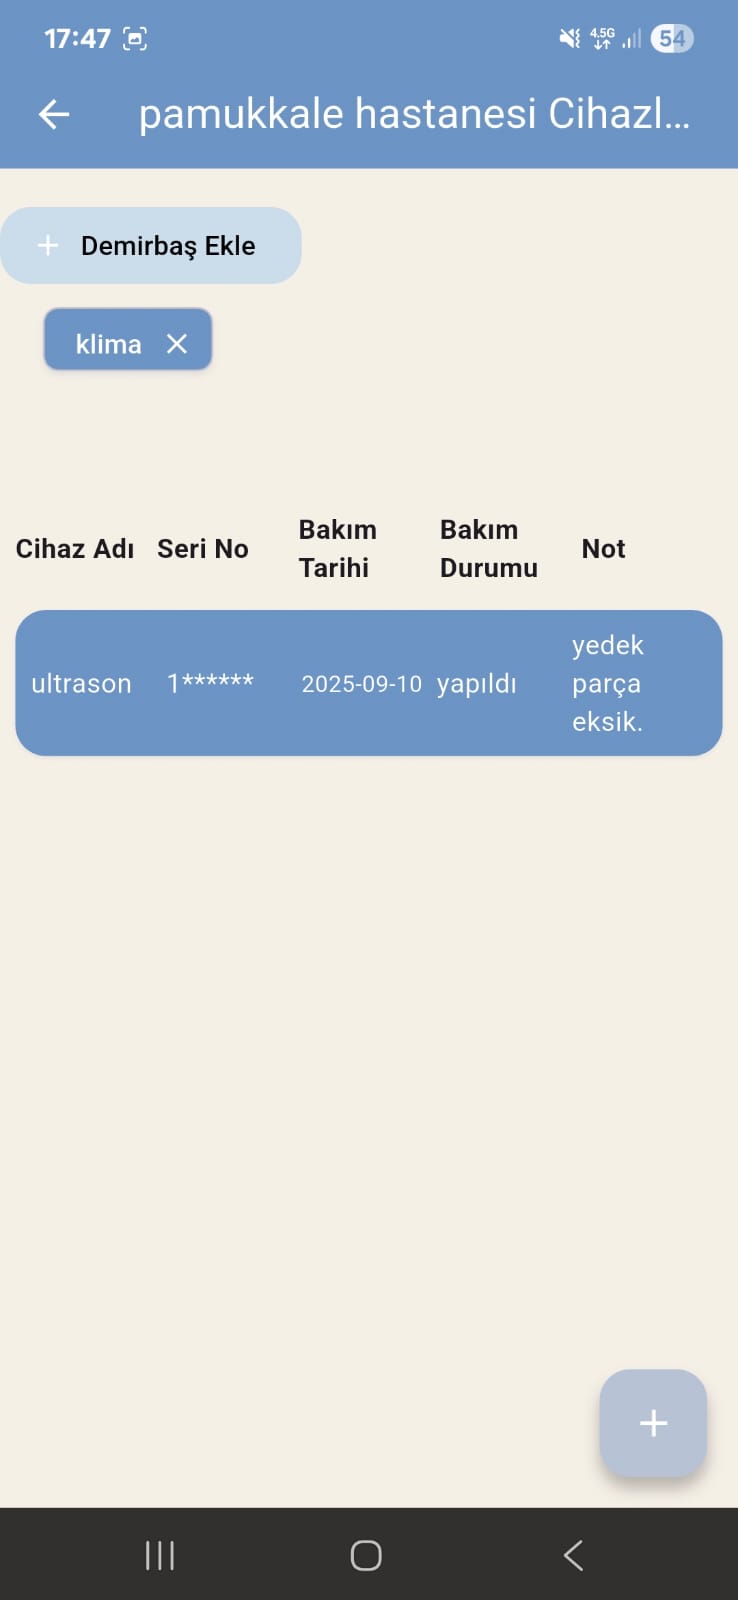 17:47 4.5G 54
pamukkale hastanesi Cihazl...
+ Demirbaş Ekle
klima
Cihaz Adı Seri No Bakım Tarihi Bakım Durumu Not
ultrason 1****** 2025-09-10 yapıldı yedek parça eksik.